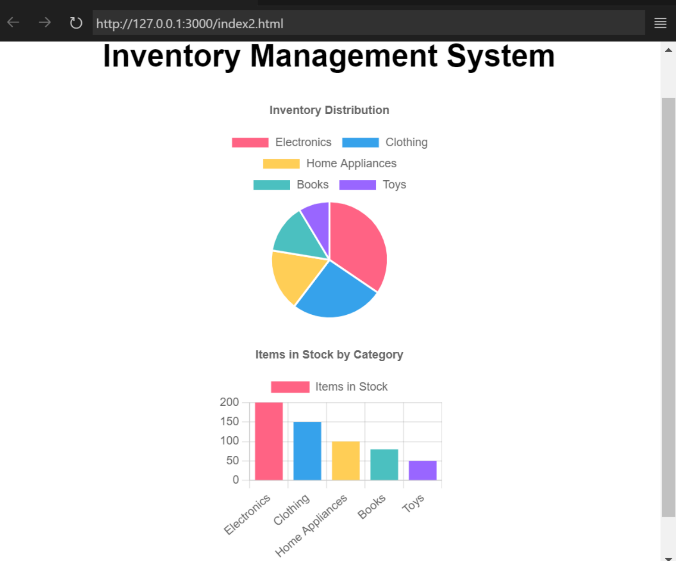 http://127.0.0.1:3000/index2.html
Inventory Management System
Inventory Distribution
Electronics Clothing
Home Appliances
Books Toys
Items in Stock by Category
Items in Stock
200
150
100
50
0
Electronics
Clothing
Home Appliances
Books
Toys